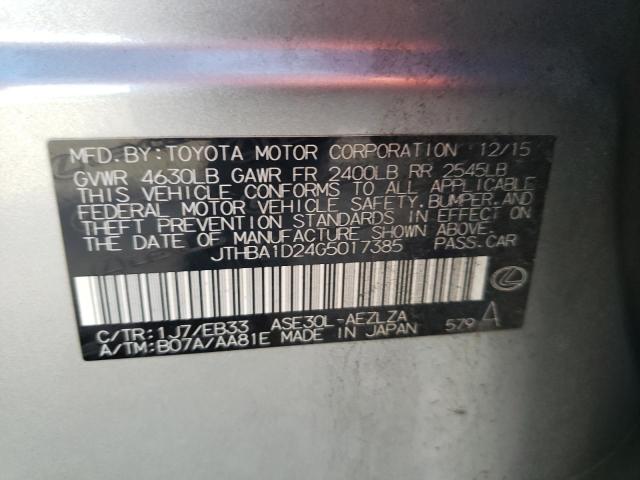 MFD. BY: TOYOTA MOTOR CORPORATION 12/15
GVWR 4630LB GAWR FR 2400LB RR 2545LB
THIS VEHICLE CONFORMS TO ALL APPLICABLE
FEDERAL MOTOR VEHICLE SAFETY, BUMPER, AND
THEFT PREVENTION STANDARDS IN EFFECT ON
THE DATE OF MANUFACTURE SHOWN ABOVE.
JTHBA1D24G5017385 PASS.CAR
C/TR: 1J7/EB33 ASE30L-AEZLZA
A/TM: B07A/AA81E MADE IN JAPAN 579 A